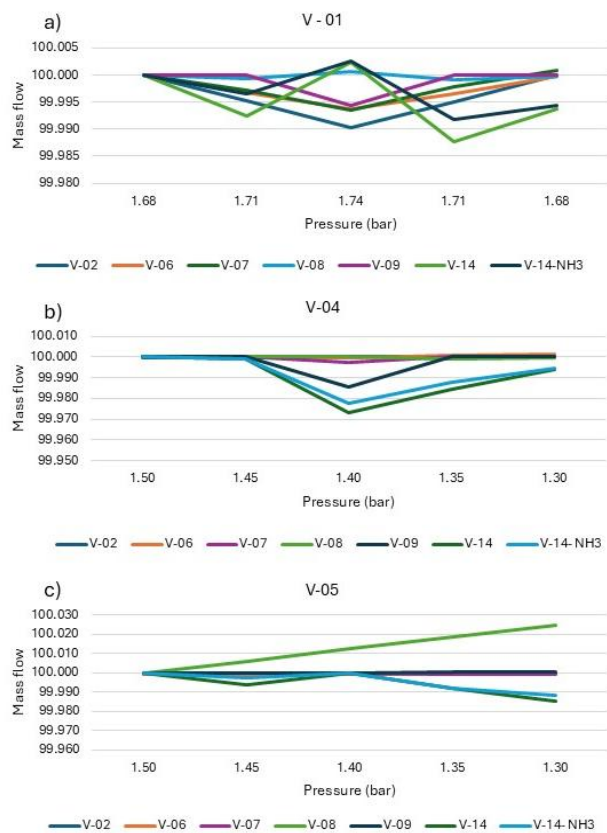 a)
V - 01
100.005
100.000
99.995
99.990
99.985
99.980
Mass flow
1.68 1.71 1.74 1.71 1.68
Pressure (bar)
V-02 V-06 V-07 V-08 V-09 V-14 V-14-NH3
b)
V-04
100.010
100.000
99.990
99.980
99.970
99.960
99.950
Mass flow
1.50 1.45 1.40 1.35 1.30
Pressure (bar)
V-02 V-06 V-07 V-08 V-09 V-14 V-14- NH3
c)
V-05
100.030
100.020
100.010
100.000
99.990
99.980
99.970
99.960
Mass flow
1.50 1.45 1.40 1.35 1.30
Pressure (bar)
V-02 V-06 V-07 V-08 V-09 V-14 V-14- NH3